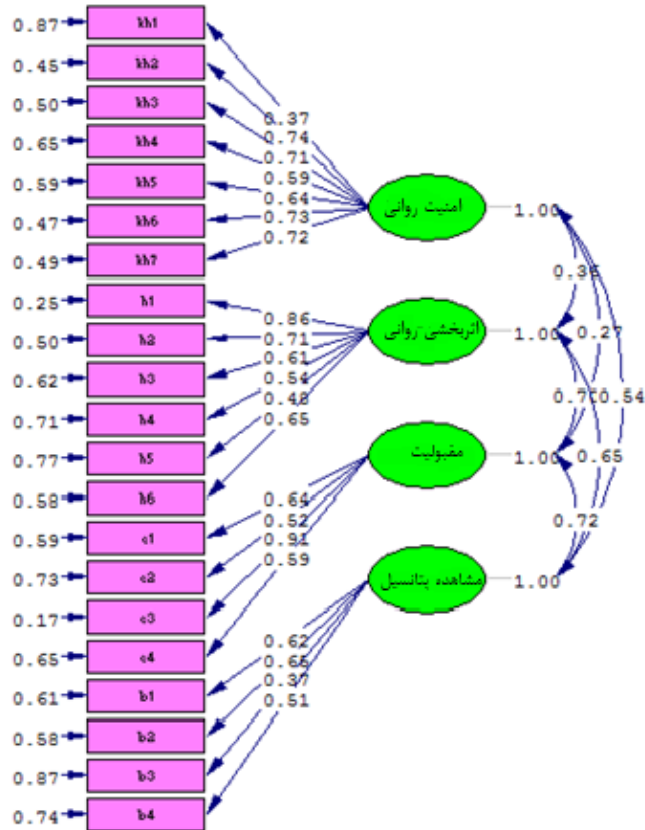 0.87 kh1
0.45 kh2
0.50 kh3
0.65 kh4
0.59 kh5
0.47 kh6
0.49 kh7
0.25 h1
0.50 h2
0.62 h3
0.71 h4
0.77 h5
0.58 h6
0.59 c1
0.73 c2
0.17 c3
0.65 c4
0.61 b1
0.58 b2
0.87 b3
0.74 b4
0.37
0.74
0.71
0.59
0.64
0.73
0.72
0.86
0.71
0.61
0.54
0.48
0.65
0.64
0.52
0.91
0.59
0.62
0.65
0.37
0.51
امنیت روانی 1.00
اثربخشی روانی 1.00
مقبولیت 1.00
مشاهده پتانسیل 1.00
0.27
0.54
0.65
0.72